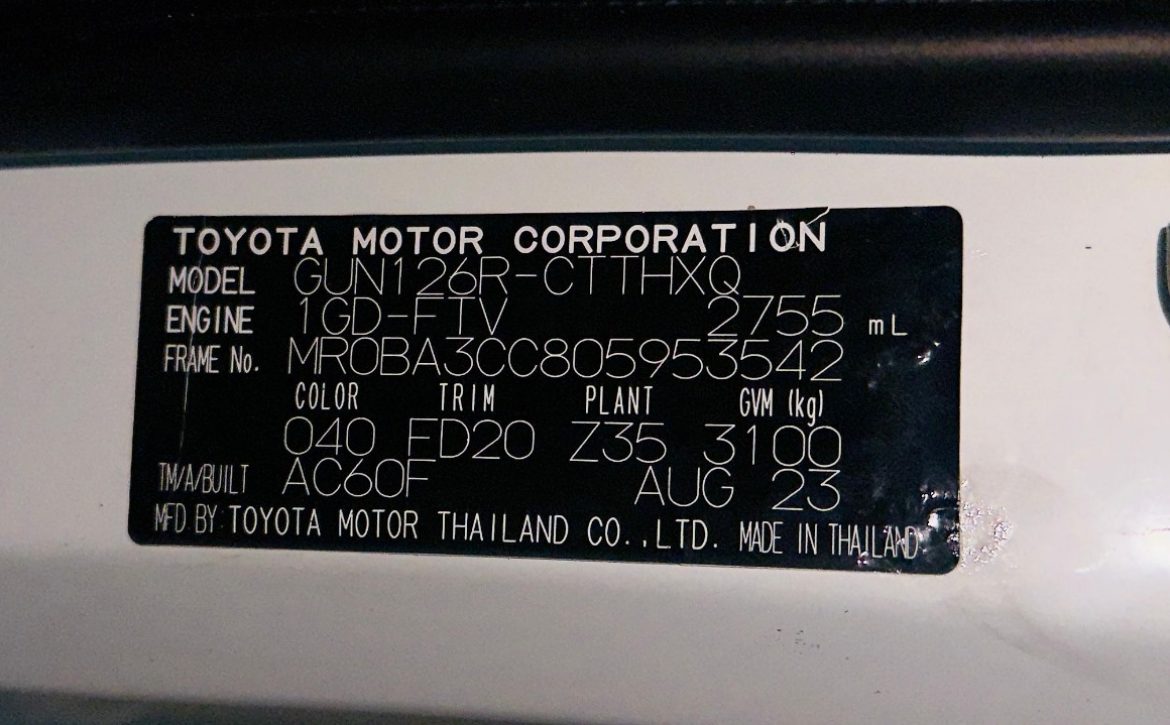 TOYOTA MOTOR CORPORATION
MODEL GUN126R-CTTHXQ
ENGINE 1GD-FTV 2755 mL
FRAME No. MR0BA3CC805953542
COLOR TRIM PLANT GVM (kg)
040 FD20 Z35 3100
TM/A/BUILT AC60F AUG 23
MFD BY TOYOTA MOTOR THAILAND CO.,LTD. MADE IN THAILAND.